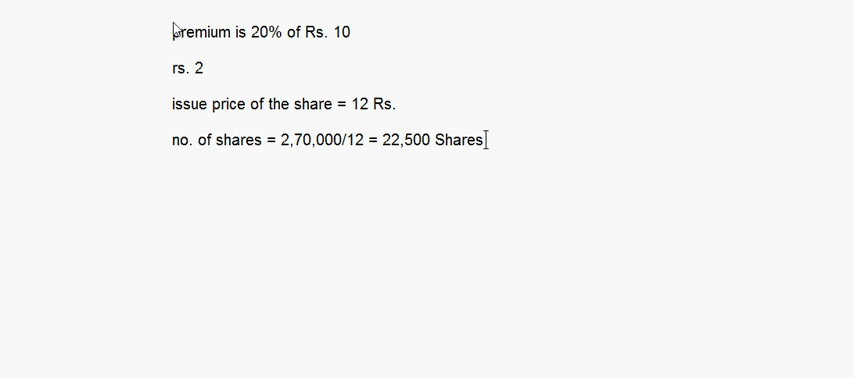 premium is 20% of Rs. 10
rs. 2
issue price of the share = 12 Rs.
no. of shares = 2,70,000/12 = 22,500 Shares